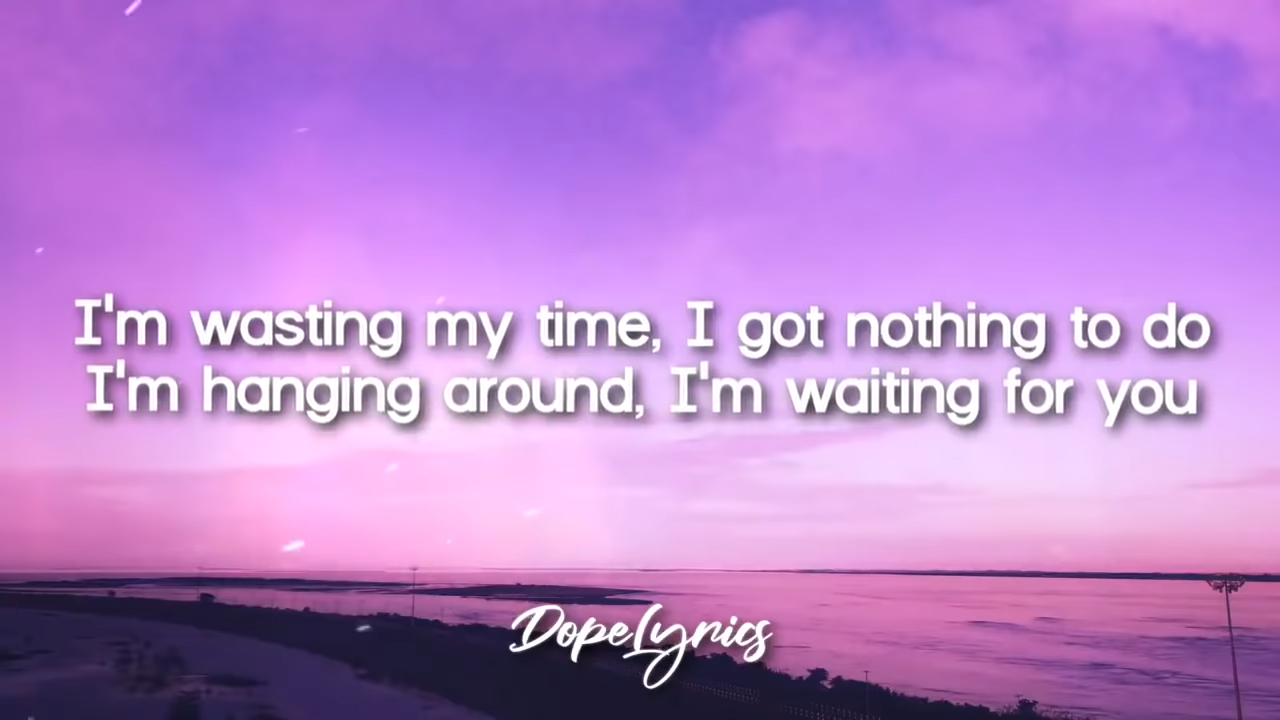 I'm wasting my time, I got nothing to do
I'm hanging around, I'm waiting for you
DopeLyrics